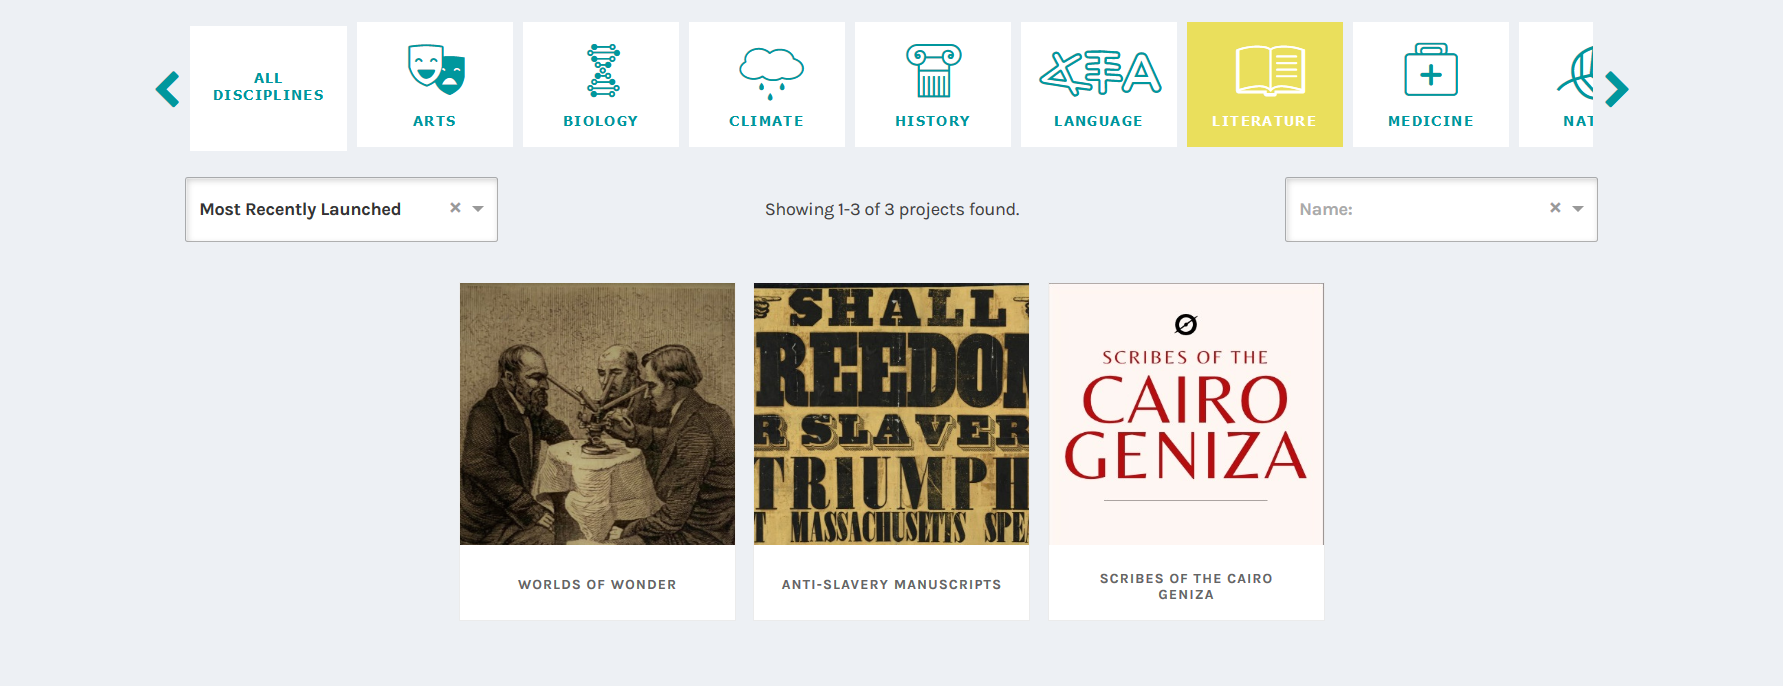 ALL
DISCIPLINES
ARTS
BIOLOGY
CLIMATE
HISTORY
LANGUAGE
LITERATURE
MEDICINE
NAT
Most Recently Launched
Showing 1-3 of 3 projects found.
Name:
SHALL
REEDOM
R SLAVER
TRIUMPH
T MASSACHUSETTS SPEA
SCRIBES OF THE
CAIRO
GENIZA
WORLDS OF WONDER
ANTI-SLAVERY MANUSCRIPTS
SCRIBES OF THE CAIRO
GENIZA